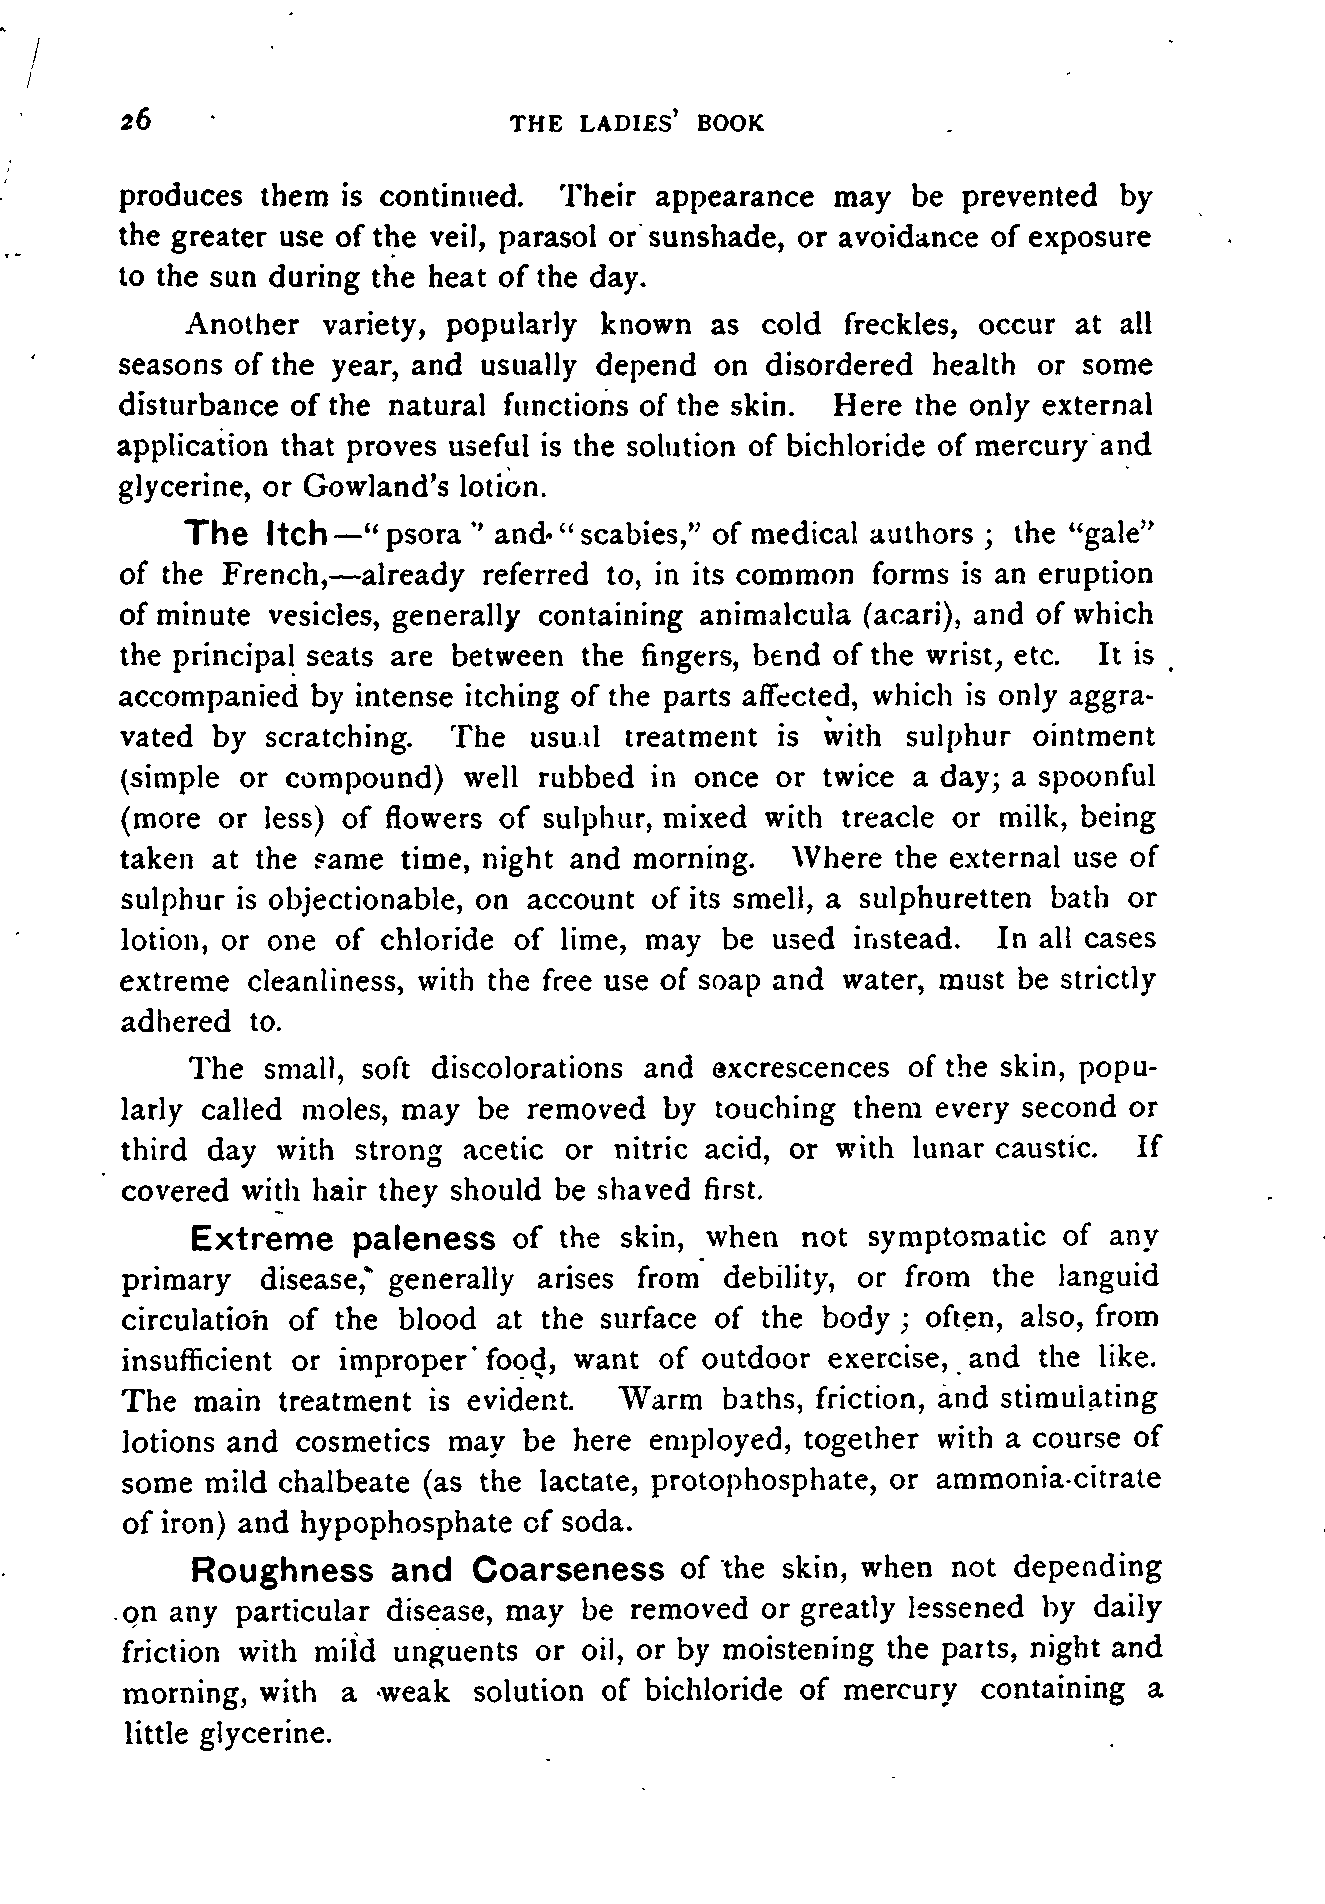 26 THE LADIES' BOOK
produces them is continued. Their appearance may be prevented by
the greater use of the veil, parasol or sunshade, or avoidance of exposure
to the sun during the heat of the day.
Another variety, popularly known as cold freckles, occur at all
seasons of the year, and usually depend on disordered health or some
disturbance of the natural functions of the skin. Here the only external
application that proves useful is the solution of bichloride of mercury and
glycerine, or Gowland's lotion.
The Itch—"psora" and "scabies," of medical authors; the "gale"
of the French,—already referred to, in its common forms is an eruption
of minute vesicles, generally containing animalcula (acari), and of which
the principal seats are between the fingers, bend of the wrist, etc. It is
accompanied by intense itching of the parts affected, which is only aggra-
vated by scratching. The usual treatment is with sulphur ointment
(simple or compound) well rubbed in once or twice a day; a spoonful
(more or less) of flowers of sulphur, mixed with treacle or milk, being
taken at the same time, night and morning. Where the external use of
sulphur is objectionable, on account of its smell, a sulphuretten bath or
lotion, or one of chloride of lime, may be used instead. In all cases
extreme cleanliness, with the free use of soap and water, must be strictly
adhered to.
The small, soft discolorations and excrescences of the skin, popu-
larly called moles, may be removed by touching them every second or
third day with strong acetic or nitric acid, or with lunar caustic. If
covered with hair they should be shaved first.
Extreme paleness of the skin, when not symptomatic of any
primary disease, generally arises from debility, or from the languid
circulation of the blood at the surface of the body; often, also, from
insufficient or improper food, want of outdoor exercise, and the like.
The main treatment is evident. Warm baths, friction, and stimulating
lotions and cosmetics may be here employed, together with a course of
some mild chalbeate (as the lactate, protophosphate, or ammonia-citrate
of iron) and hypophosphate of soda.
Roughness and Coarseness of the skin, when not depending
on any particular disease, may be removed or greatly lessened by daily
friction with mild unguents or oil, or by moistening the parts, night and
morning, with a weak solution of bichloride of mercury containing a
little glycerine.